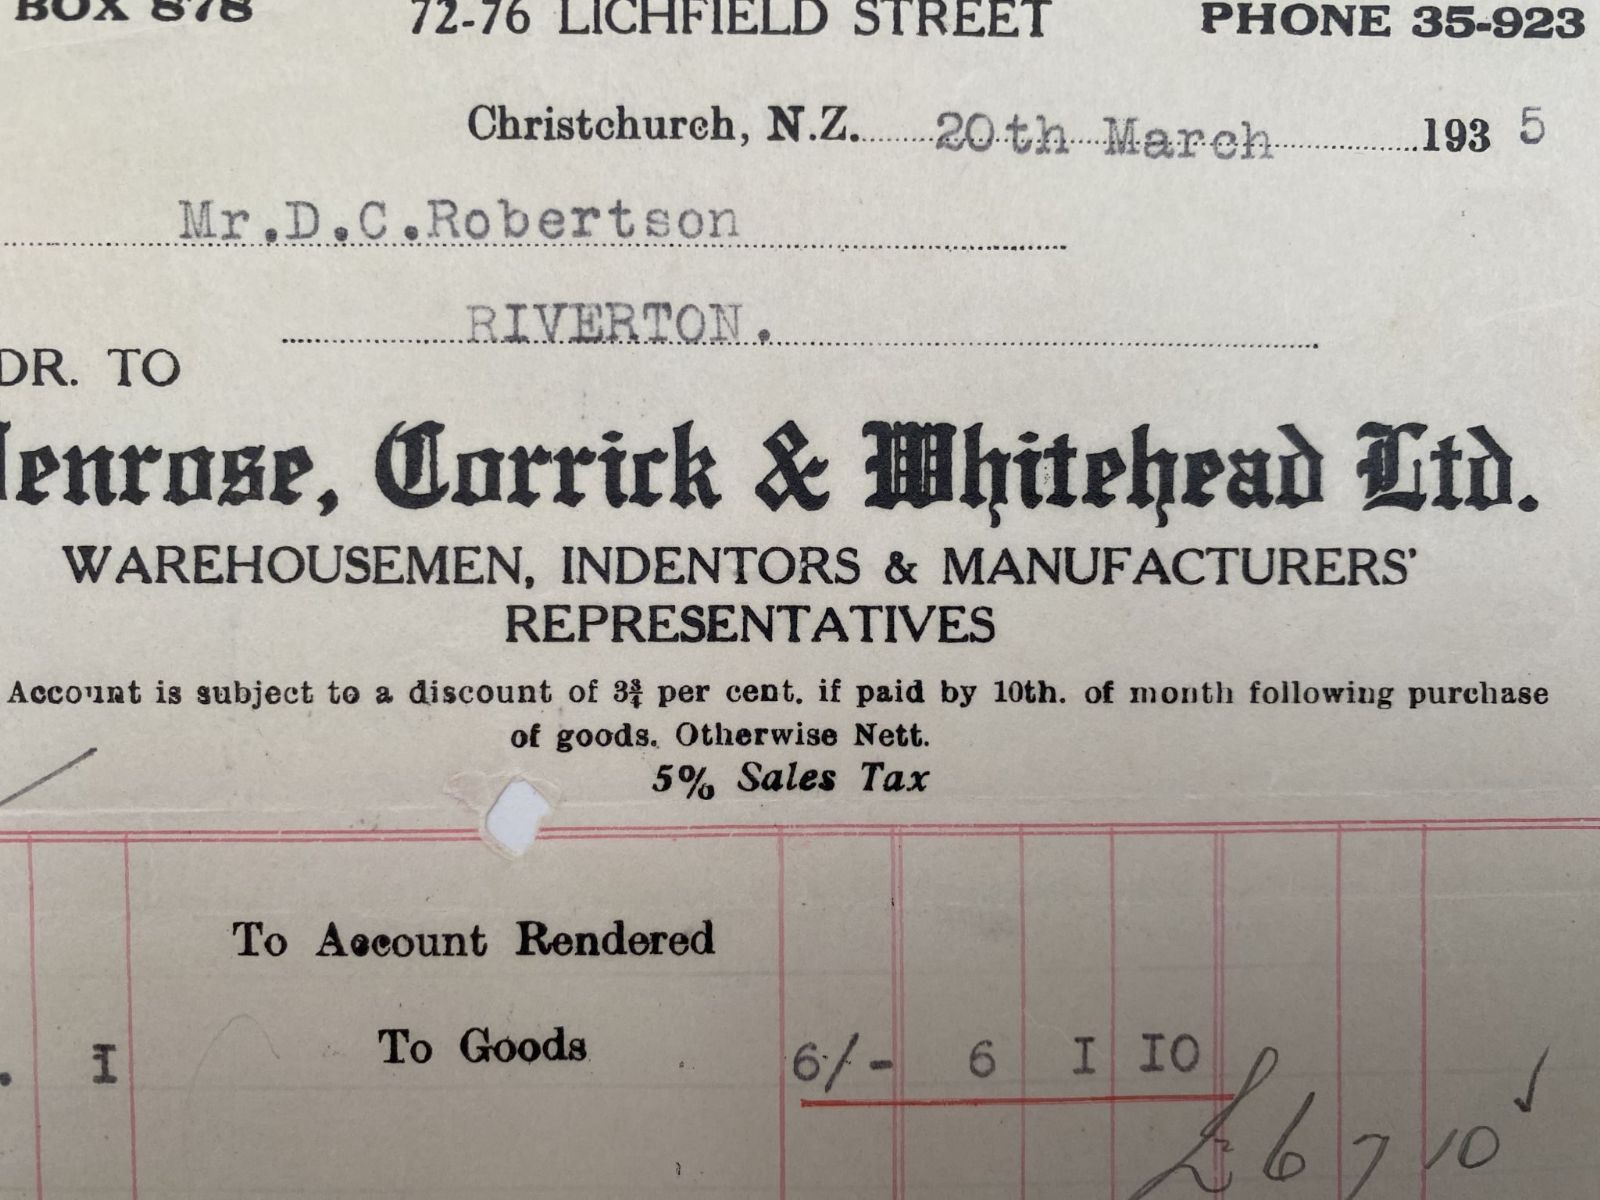 BOX 878 72-76 LICHFIELD STREET PHONE 35-923
Christchurch, N.Z. 20th March 193 5
Mr.D.C.Robertson
RIVERTON.
DR. TO
enrose, Corrick & Whitehead Ltd.
WAREHOUSEMEN, INDENTORS & MANUFACTURERS'
REPRESENTATIVES
Account is subject to a discount of 3¾ per cent. if paid by 10th. of month following purchase
of goods. Otherwise Nett.
5% Sales Tax
To Account Rendered
. I To Goods 6/- 6 I IO
£6 7 10